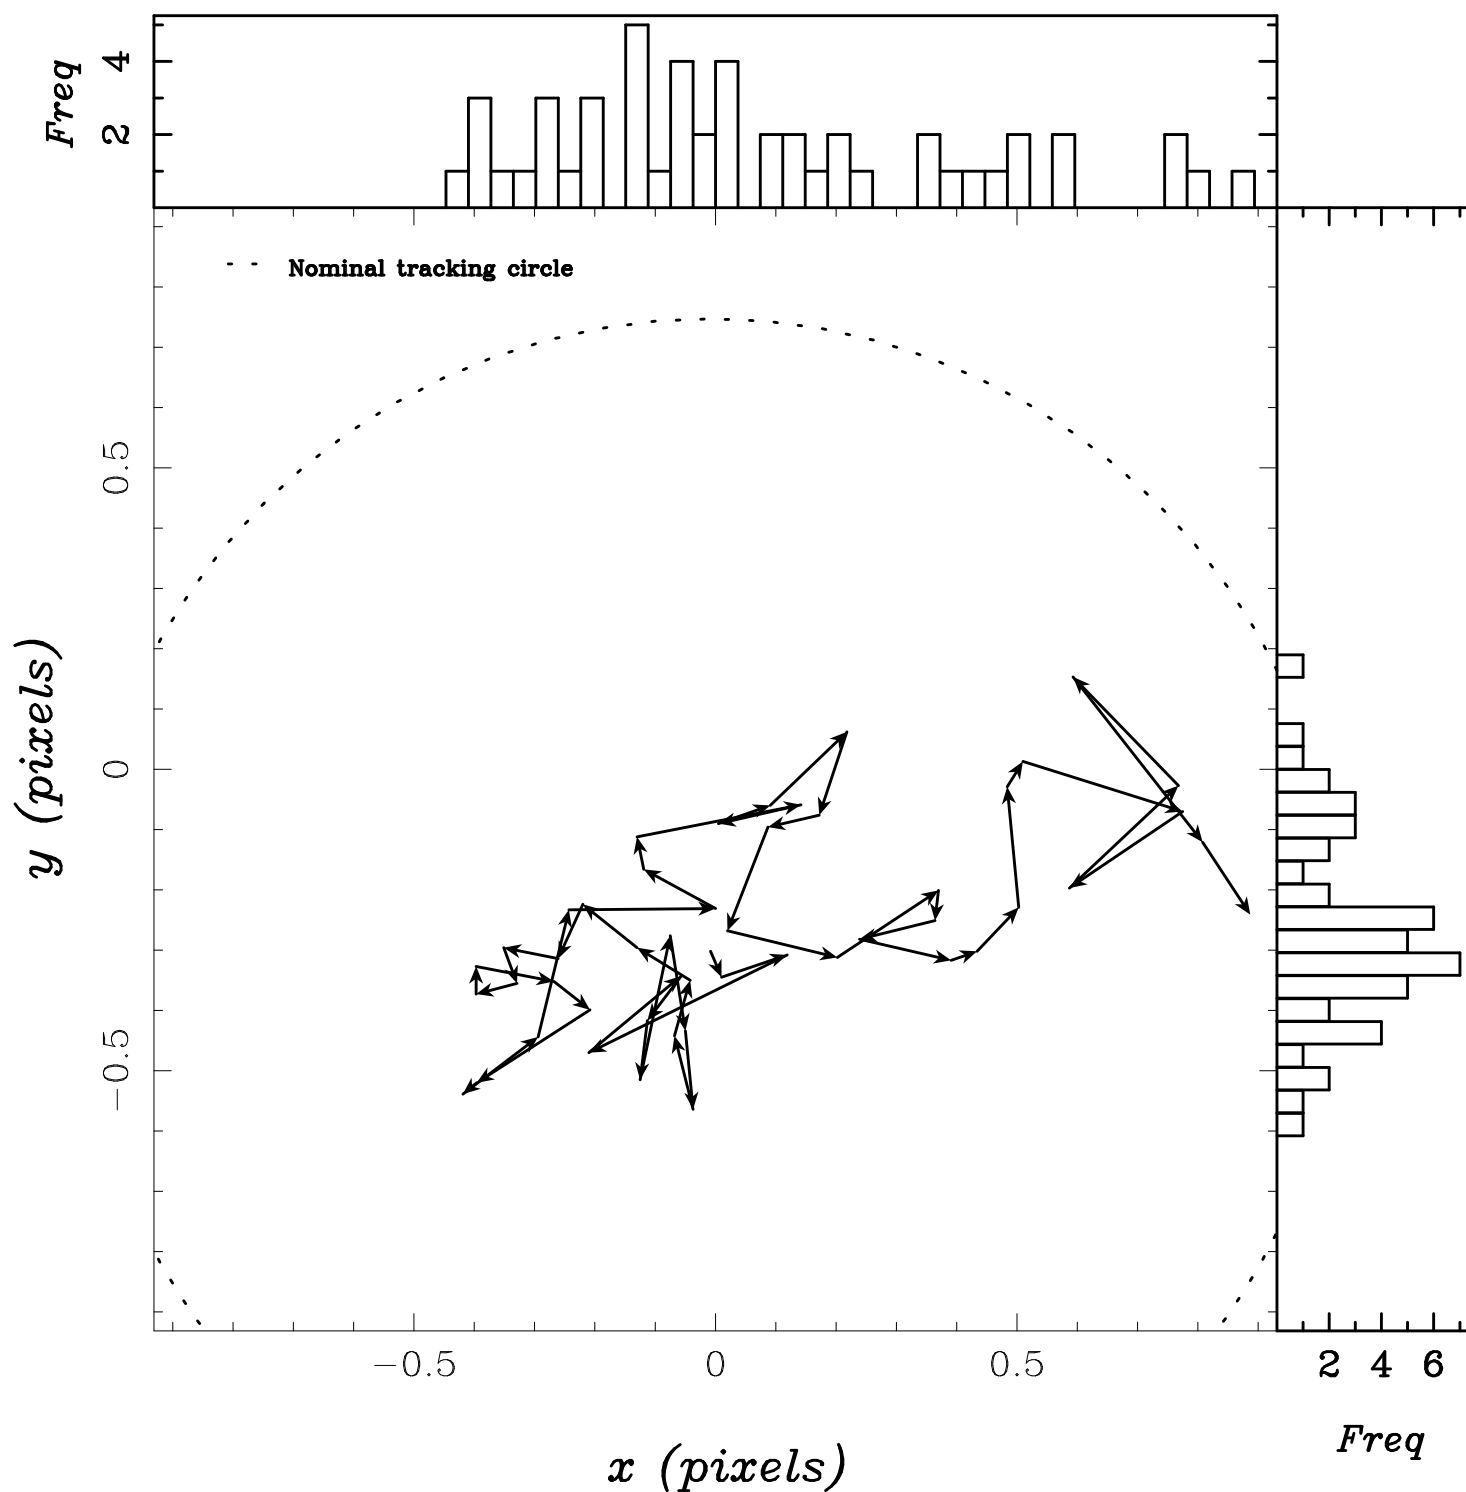 Freq
4
2
Nominal tracking circle
0.5
0
−0.5
y (pixels)
−0.5 0 0.5
2 4 6
Freq
x (pixels)